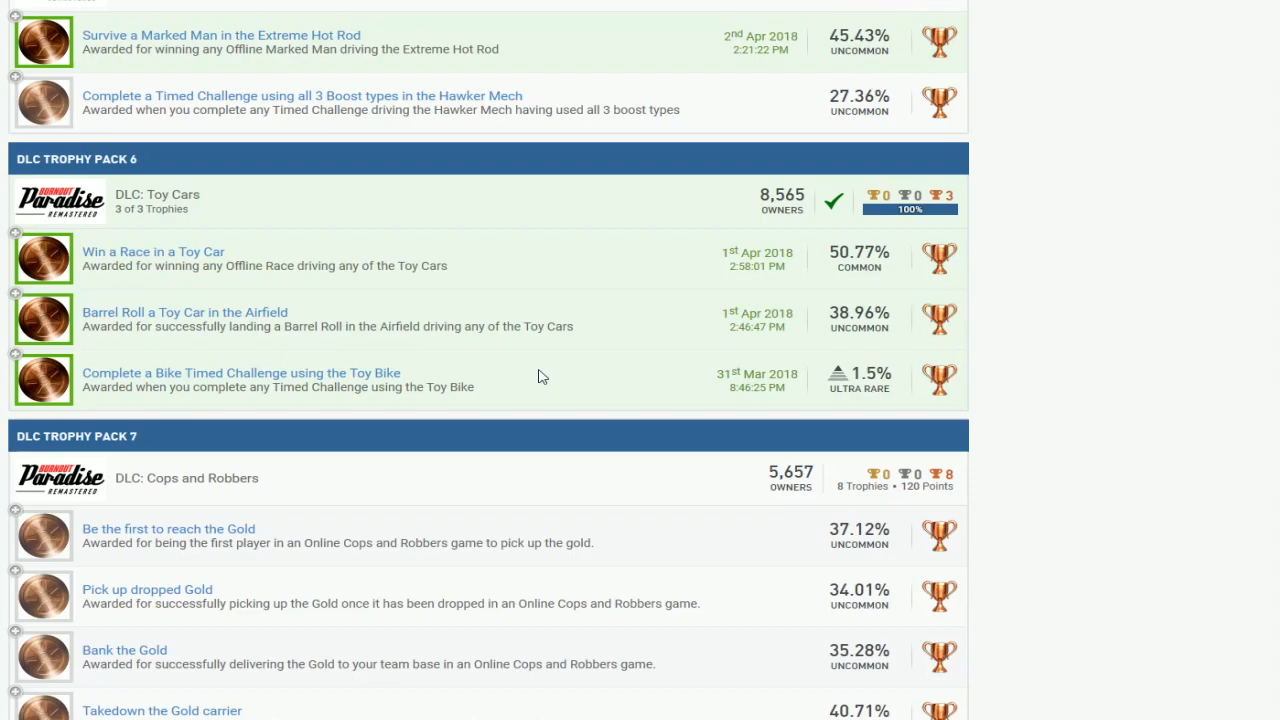 Survive a Marked Man in the Extreme Hot Rod
Awarded for winning any Offline Marked Man driving the Extreme Hot Rod
2nd Apr 2018
2:21:22 PM
45.43%
UNCOMMON
Complete a Timed Challenge using all 3 Boost types in the Hawker Mech
Awarded when you complete any Timed Challenge driving the Hawker Mech having used all 3 boost types
27.36%
UNCOMMON
DLC TROPHY PACK 6
BURNOUT
Paradise
REMASTERED
DLC: Toy Cars
3 of 3 Trophies
8,565
OWNERS
0 0 3
100%
Win a Race in a Toy Car
Awarded for winning any Offline Race driving any of the Toy Cars
1st Apr 2018
2:58:01 PM
50.77%
COMMON
Barrel Roll a Toy Car in the Airfield
Awarded for successfully landing a Barrel Roll in the Airfield driving any of the Toy Cars
1st Apr 2018
2:46:47 PM
38.96%
UNCOMMON
Complete a Bike Timed Challenge using the Toy Bike
Awarded when you complete any Timed Challenge using the Toy Bike
31st Mar 2018
8:46:25 PM
1.5%
ULTRA RARE
DLC TROPHY PACK 7
BURNOUT
Paradise
REMASTERED
DLC: Cops and Robbers
5,657
OWNERS
0 0 8
8 Trophies • 120 Points
Be the first to reach the Gold
Awarded for being the first player in an Online Cops and Robbers game to pick up the gold.
37.12%
UNCOMMON
Pick up dropped Gold
Awarded for successfully picking up the Gold once it has been dropped in an Online Cops and Robbers game.
34.01%
UNCOMMON
Bank the Gold
Awarded for successfully delivering the Gold to your team base in an Online Cops and Robbers game.
35.28%
UNCOMMON
Takedown the Gold carrier
40.71%